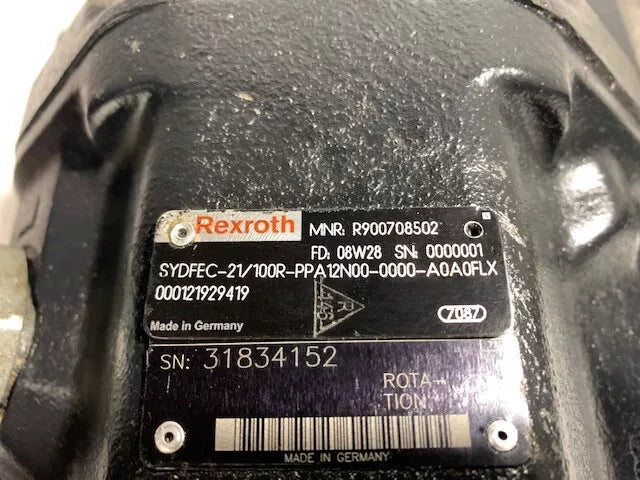 Rexroth MNR: R900708502
FD: 08W28 SN: 0000001
SYDFEC-21/100R-PPA12N00-0000-A0A0FLX
000121929419
Made in Germany
7087
SN: 31834152
ROTA-
TION
MADE IN GERMANY